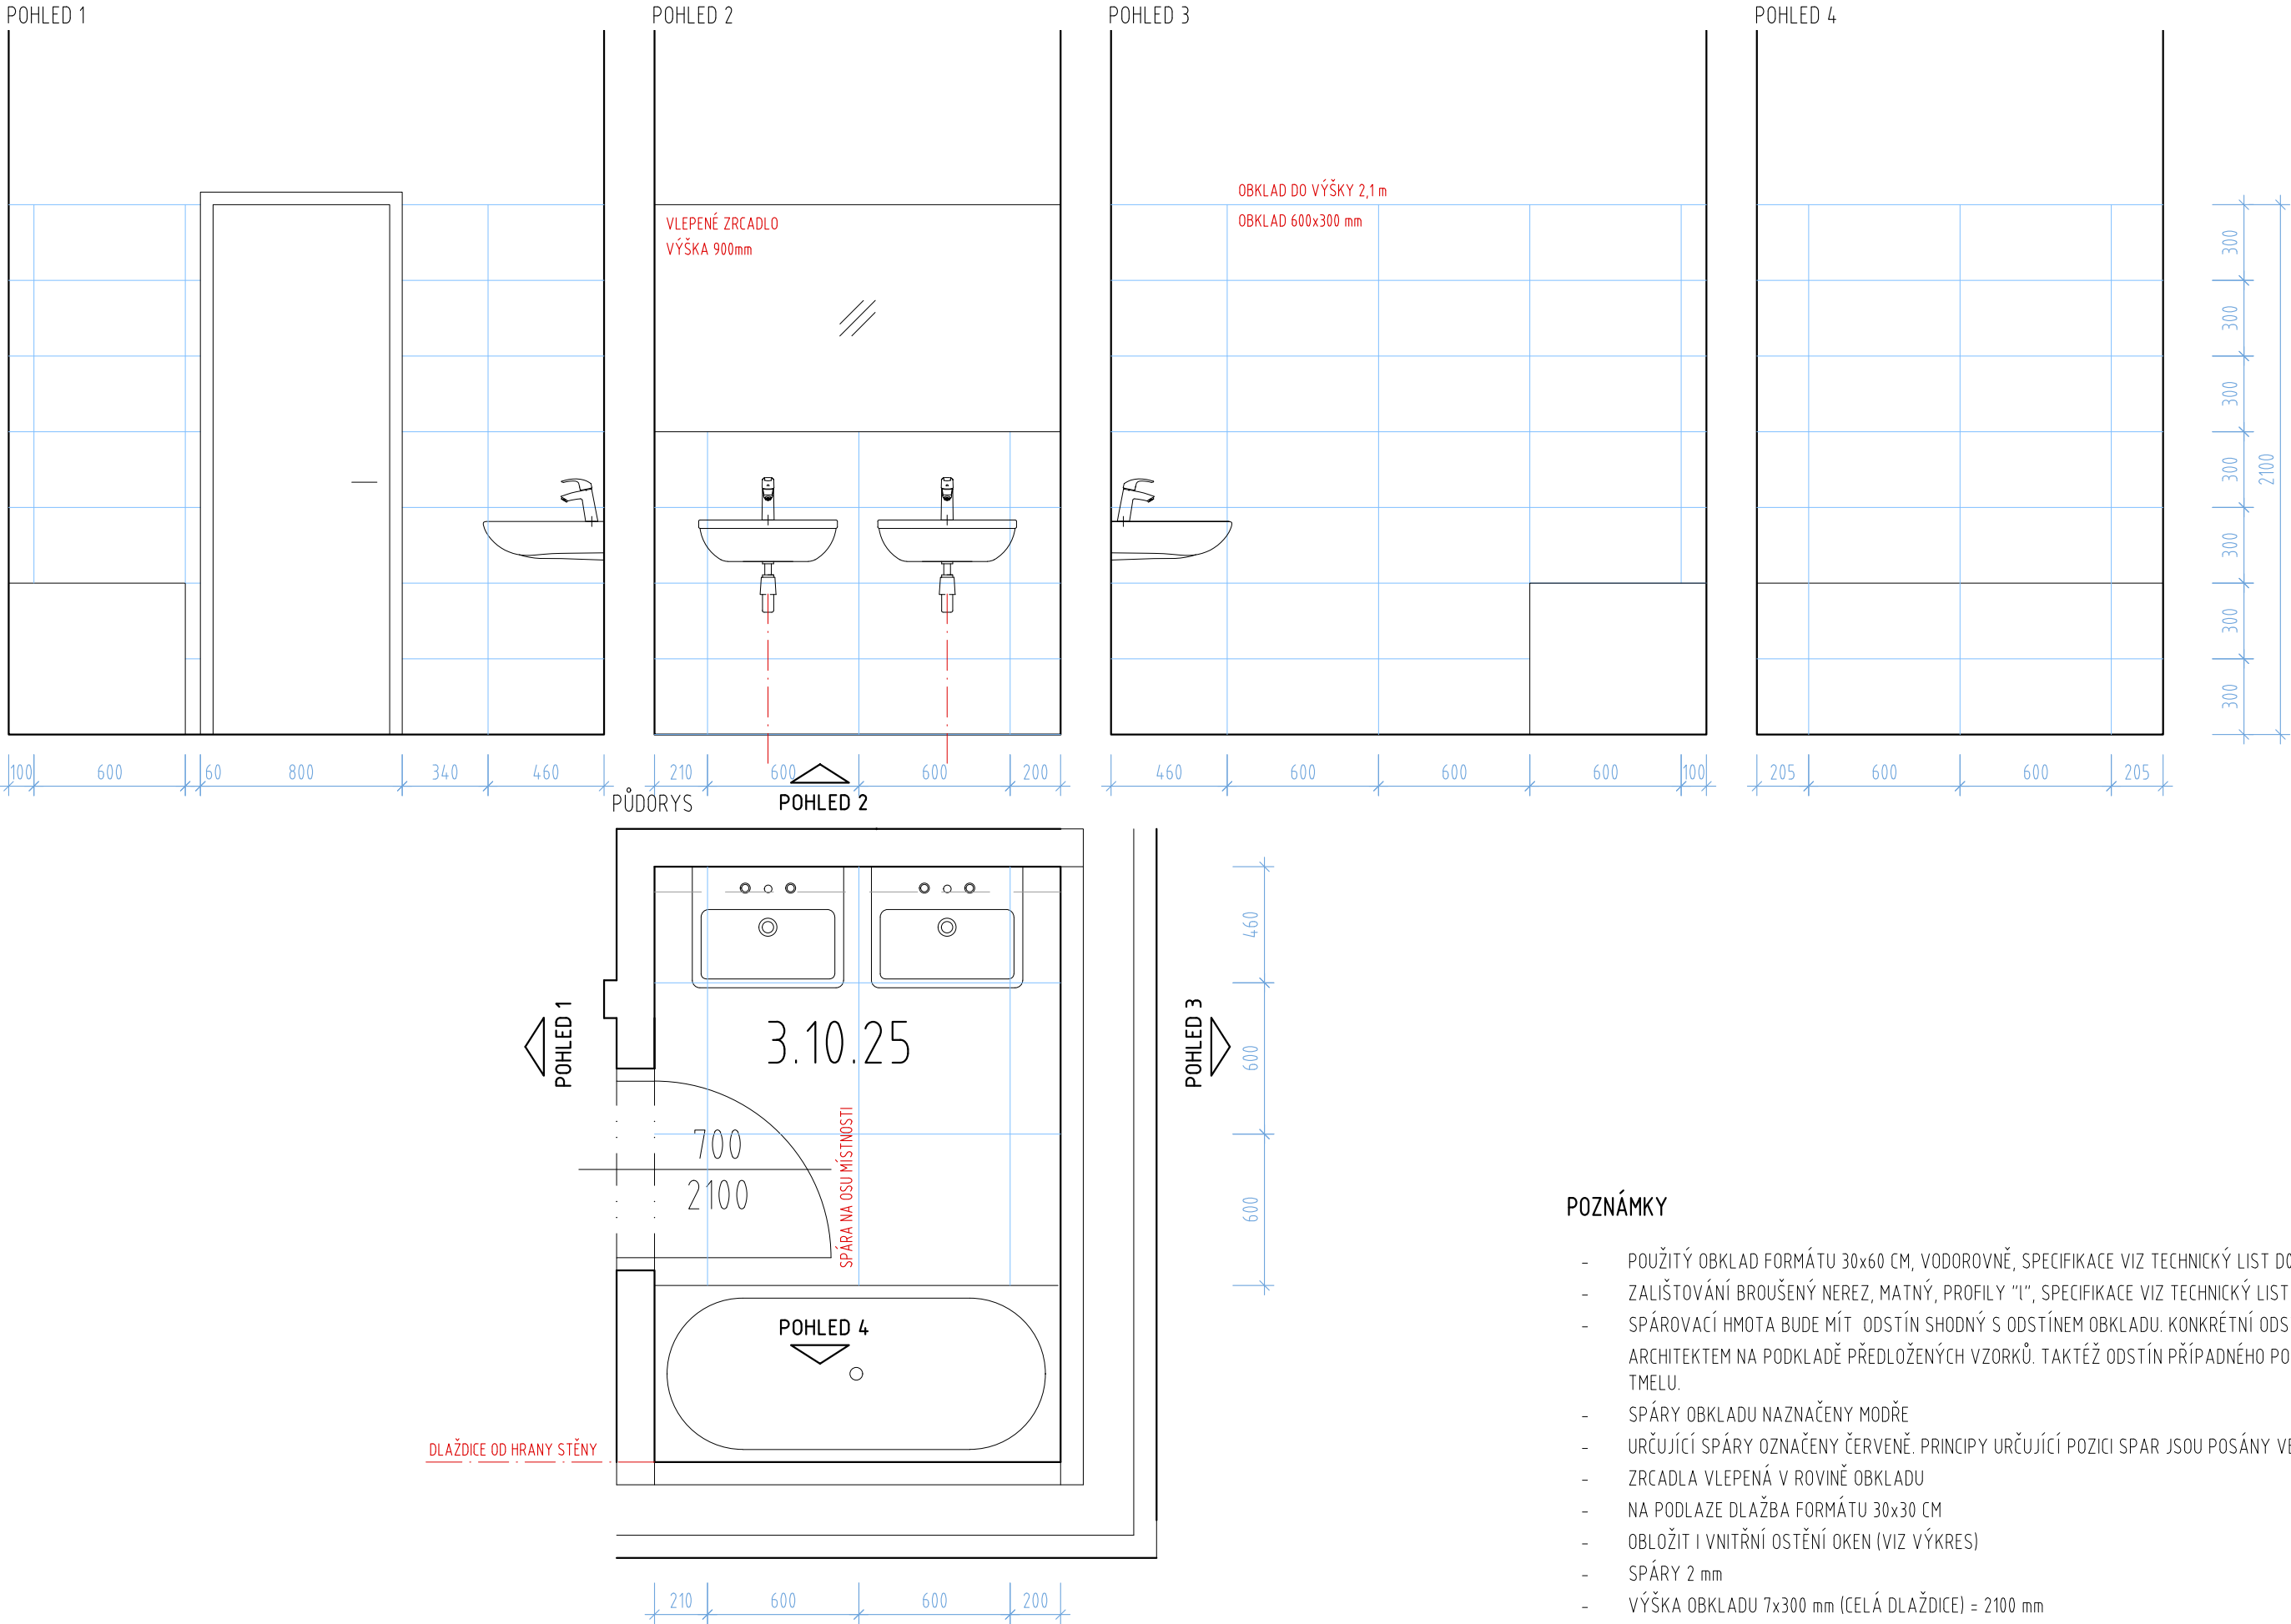 POHLED 1
POHLED 2
POHLED 3
POHLED 4
VLEPENÉ ZRCADLO
VÝŠKA 900mm
OBKLAD DO VÝŠKY 2,1 m
OBKLAD 600x300 mm
300
300
300
300
300
300
300
2100
100 600 60 800 340 460
210 600 600 200
460 600 600 600 100
205 600 600 205
PŮDORYS
POHLED 2
POHLED 1
POHLED 3
3.10.25
700
2100
SPÁRA NA OSU MÍSTNOSTI
460
600
600
POHLED 4
DLAŽDICE OD HRANY STĚNY
210 600 600 200
POZNÁMKY
- POUŽITÝ OBKLAD FORMÁTU 30x60 CM, VODOROVNĚ, SPECIFIKACE VIZ TECHNICKÝ LIST
- ZALIŠTOVÁNÍ BROUŠENÝ NEREZ, MATNÝ, PROFILY "l", SPECIFIKACE VIZ TECHNICKÝ LIST
- SPÁROVACÍ HMOTA BUDE MÍT ODSTÍN SHODNÝ S ODSTÍNEM OBKLADU. KONKRÉTNÍ ODS
ARCHITEKTEM NA PODKLADĚ PŘEDLOŽENÝCH VZORKŮ. TAKTÉŽ ODSTÍN PŘÍPADNÉHO PO
TMELU.
- SPÁRY OBKLADU NAZNAČENY MODŘE
- URČUJÍCÍ SPÁRY OZNAČENY ČERVENĚ. PRINCIPY URČUJÍCÍ POZICI SPAR JSOU POSÁNY
- ZRCADLA VLEPENÁ V ROVINĚ OBKLADU
- NA PODLAZE DLAŽBA FORMÁTU 30x30 CM
- OBLOŽIT I VNITŘNÍ OSTĚNÍ OKEN (VIZ VÝKRES)
- SPÁRY 2 mm
- VÝŠKA OBKLADU 7x300 mm (CELÁ DLAŽDICE) = 2100 mm